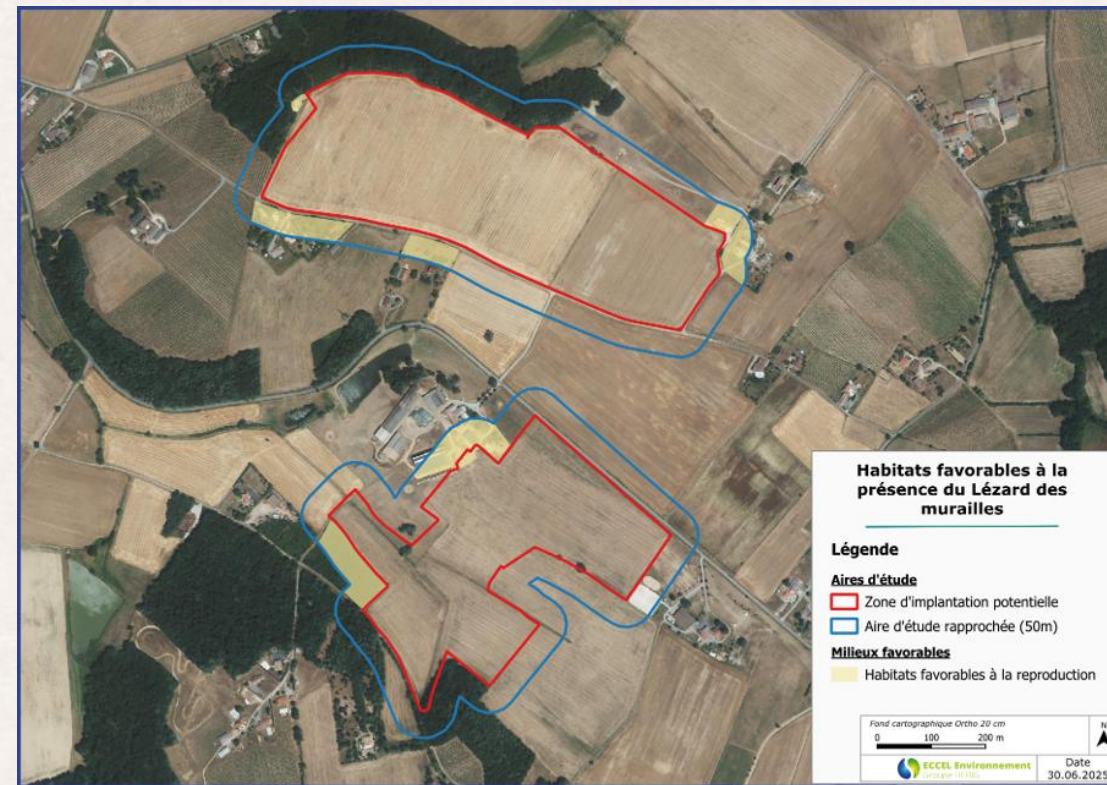 Habitats favorables à la
présence du Lézard des
murailles
Légende
Aires d'étude
Zone d'implantation potentielle
Aire d'étude rapprochée (50m)
Milieux favorables
Habitats favorables à la reproduction
Fond cartographique Ortho 20 cm
0 100 200 m
N
ECCEL Environnement
Date
30.06.2025